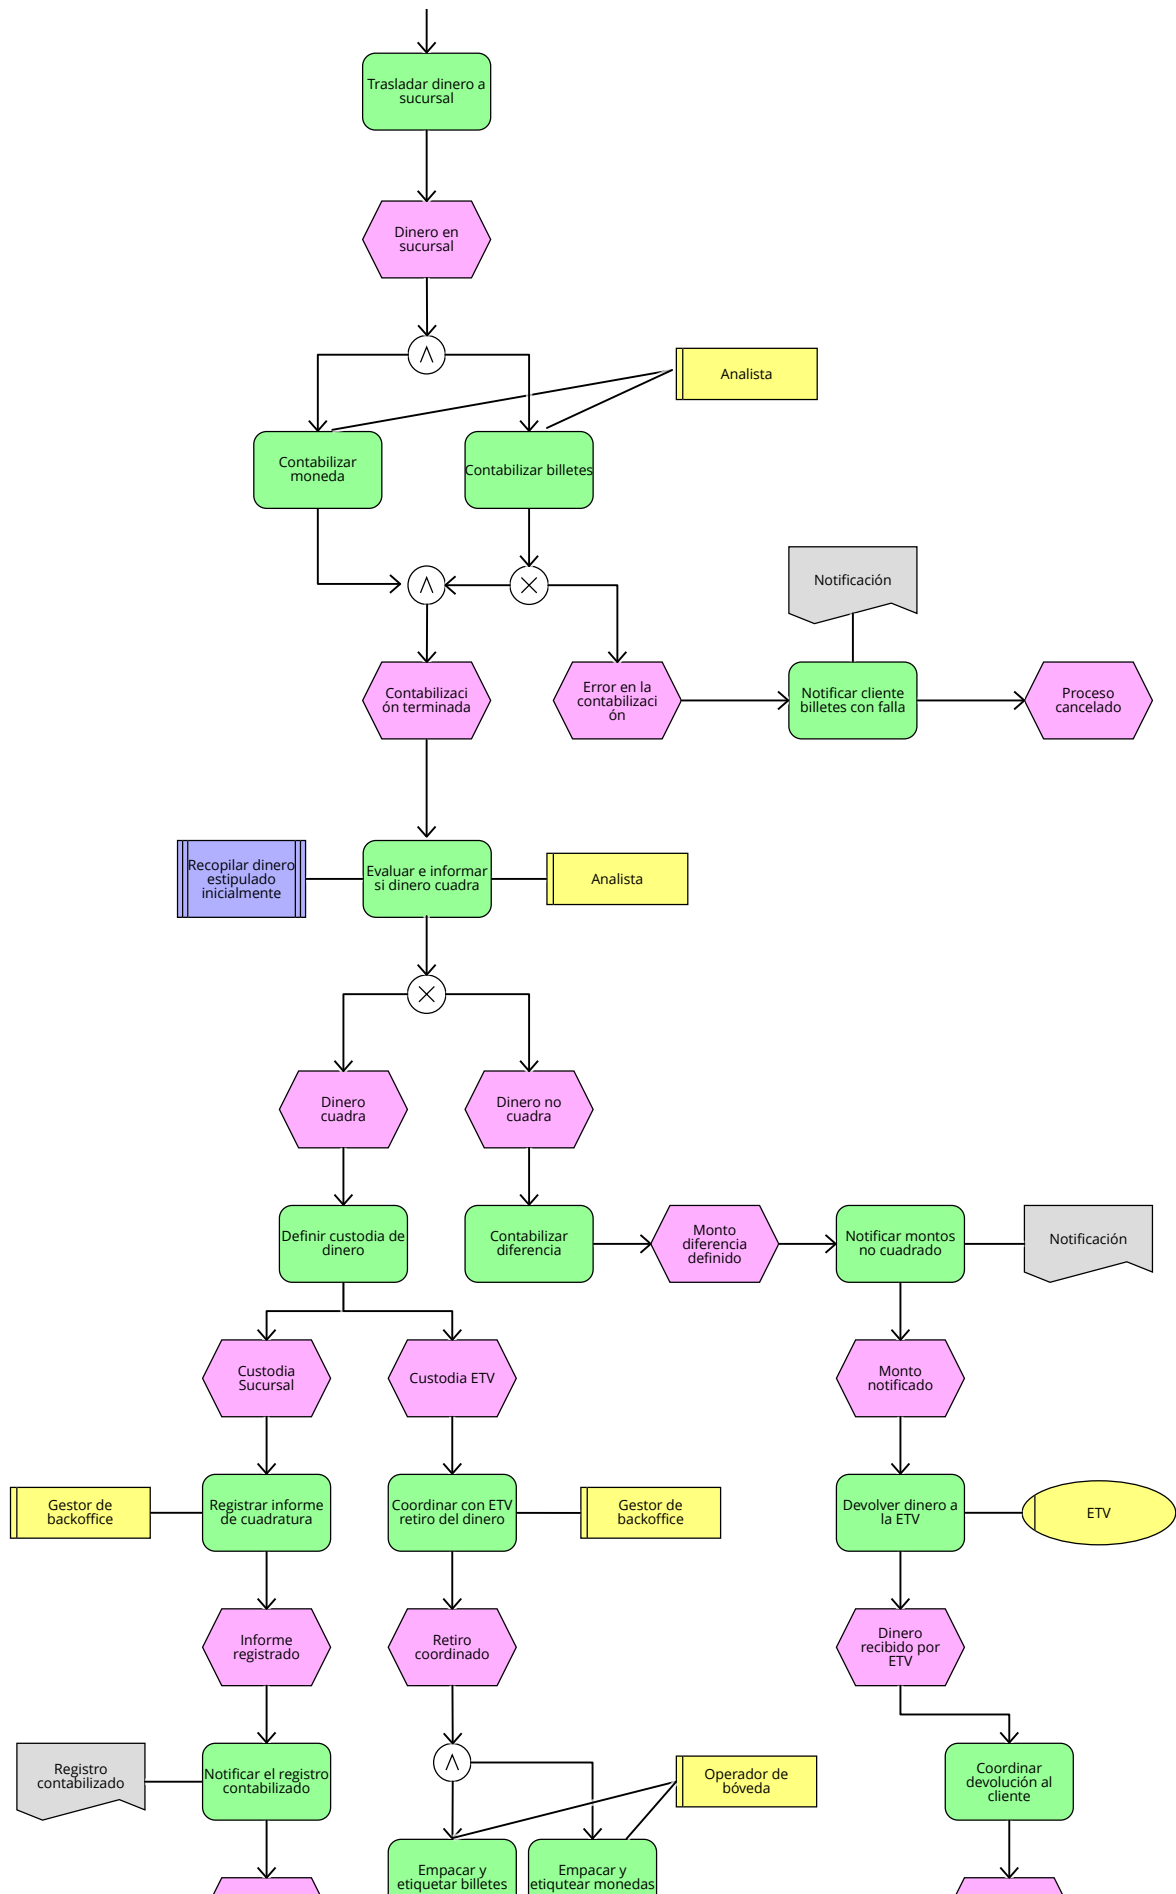 Trasladar dinero a
sucursal
Dinero en
sucursal
Analista
Contabilizar
moneda
Contabilizar billetes
Notificación
Contabilizaci
ón terminada
Error en la
contabilizaci
ón
Notificar cliente
billetes con falla
Proceso
cancelado
Recopilar dinero
estipulado
inicialmente
Evaluar e informar
si dinero cuadra
Analista
Dinero
cuadra
Dinero no
cuadra
Definir custodia de
dinero
Contabilizar
diferencia
Monto
diferencia
definido
Notificar montos
no cuadrado
Notificación
Custodia
Sucursal
Custodia ETV
Monto
notificado
Gestor de
backoffice
Registrar informe
de cuadratura
Coordinar con ETV
retiro del dinero
Gestor de
backoffice
Devolver dinero a
la ETV
ETV
Informe
registrado
Retiro
coordinado
Dinero
recibido por
ETV
Registro
contabilizado
Notificar el registro
contabilizado
Operador de
bóveda
Coordinar
devolución al
cliente
Empacar y
etiquetar billetes
Empacar y
etiqutear monedas